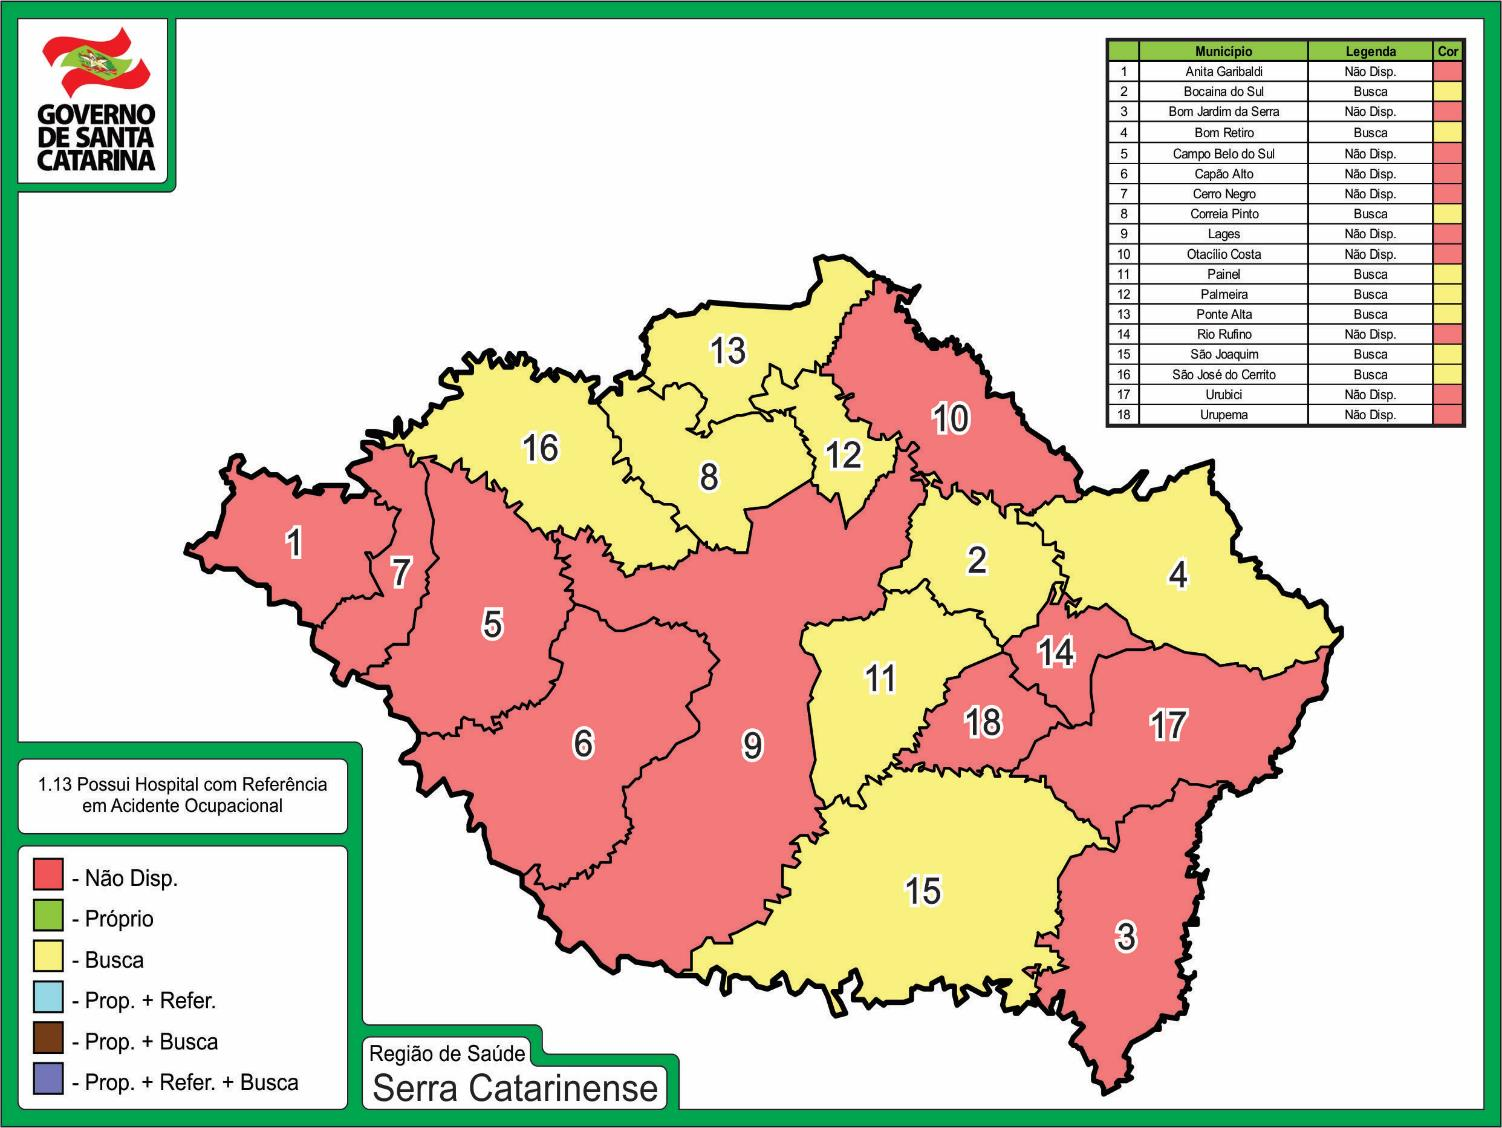 GOVERNO
DE SANTA
CATARINA
Município Legenda Cor
1 Anita Garibaldi Não Disp.
2 Bocaina do Sul Busca
3 Bom Jardim da Serra Não Disp.
4 Bom Retiro Busca
5 Campo Belo do Sul Não Disp.
6 Capão Alto Não Disp.
7 Cerro Negro Não Disp.
8 Correia Pinto Busca
9 Lages Não Disp.
10 Otacílio Costa Não Disp.
11 Painel Busca
12 Palmeira Busca
13 Ponte Alta Busca
14 Rio Rufino Não Disp.
15 São Joaquim Busca
16 São José do Cerrito Busca
17 Urubici Não Disp.
18 Urupema Não Disp.
13
10
16
12
8
1
2
7
4
5
14
11
18
17
6
9
15
3
1.13 Possui Hospital com Referência
em Acidente Ocupacional
- Não Disp.
- Próprio
- Busca
- Prop. + Refer.
- Prop. + Busca
- Prop. + Refer. + Busca
Região de Saúde
Serra Catarinense